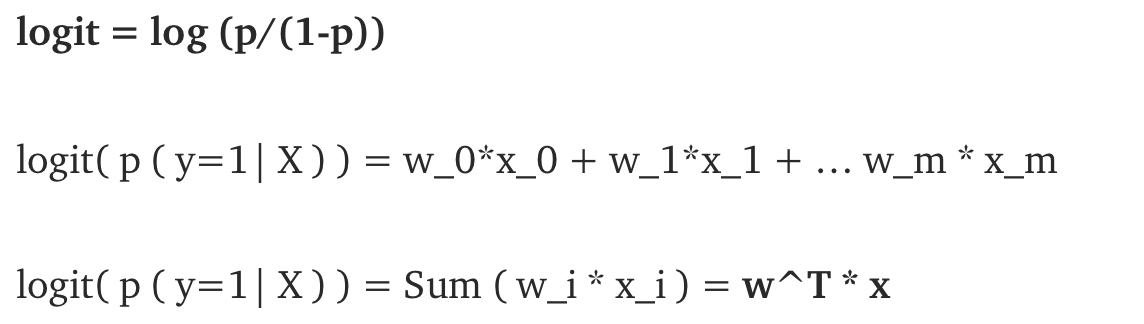 logit = log (p/(1-p))
logit( p ( y=1| X ) ) = w_0*x_0 + w_1*x_1 + … w_m * x_m
logit( p ( y=1| X ) ) = Sum ( w_i * x_i ) = w^T * x